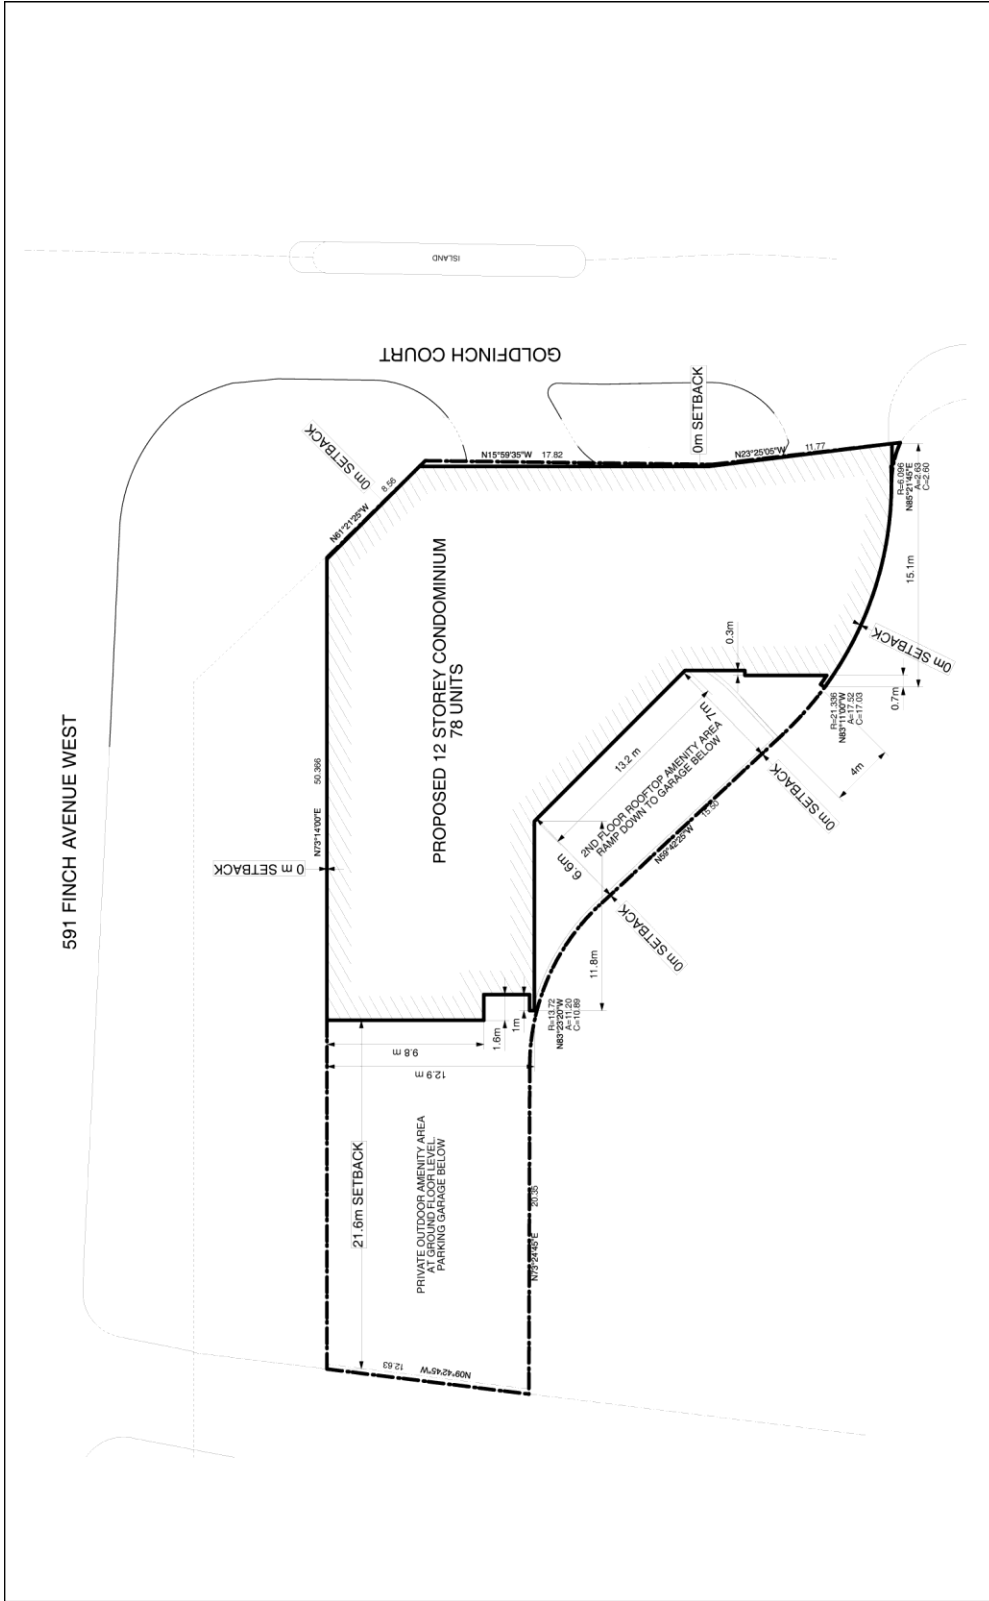 591 FINCH AVENUE WEST
GOLDFINCH COURT
ISLAND
0m SETBACK
N61°21'25"W 8.56
N15°59'35"W 17.82
0m SETBACK
N23°25'05"W 11.77
R=6.096
N85°21'45"E
A=2.63
C=2.60
15.1m
0m SETBACK
0.3m
0.7m
R=21.336
N83°11'00"W
A=17.52
C=17.03
4m
N73°14'00"E 50.366
0 m SETBACK
PROPOSED 12 STOREY CONDOMINIUM
78 UNITS
7m
13.2 m
2ND FLOOR ROOFTOP AMENITY AREA
RAMP DOWN TO GARAGE BELOW
6.6m
N59°42'25"W 15.50
0m SETBACK
0m SETBACK
11.8m
1m
1.6m
R=13.72
N83°23'20"W
A=11.20
C=10.89
9.8 m
12.9 m
21.6m SETBACK
PRIVATE OUTDOOR AMENITY AREA
AT GROUND FLOOR LEVEL.
PARKING GARAGE BELOW
N73°24'45"E 20.35
N09°42'45"W 12.63